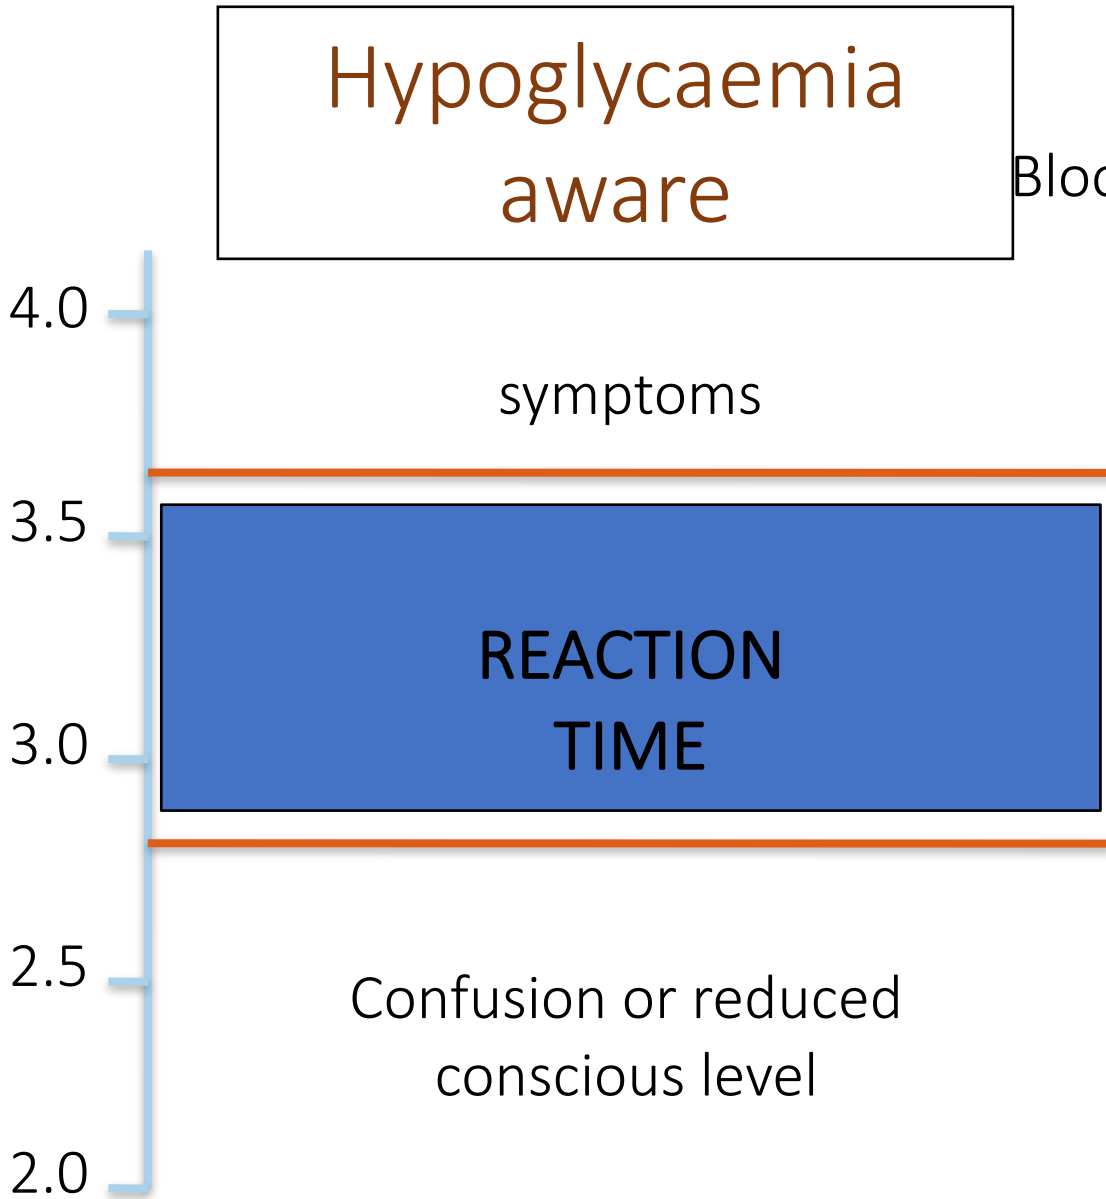 Hypoglycaemia
aware
4.0
symptoms
3.5
REACTION
TIME
3.0
2.5
Confusion or reduced
conscious level
2.0